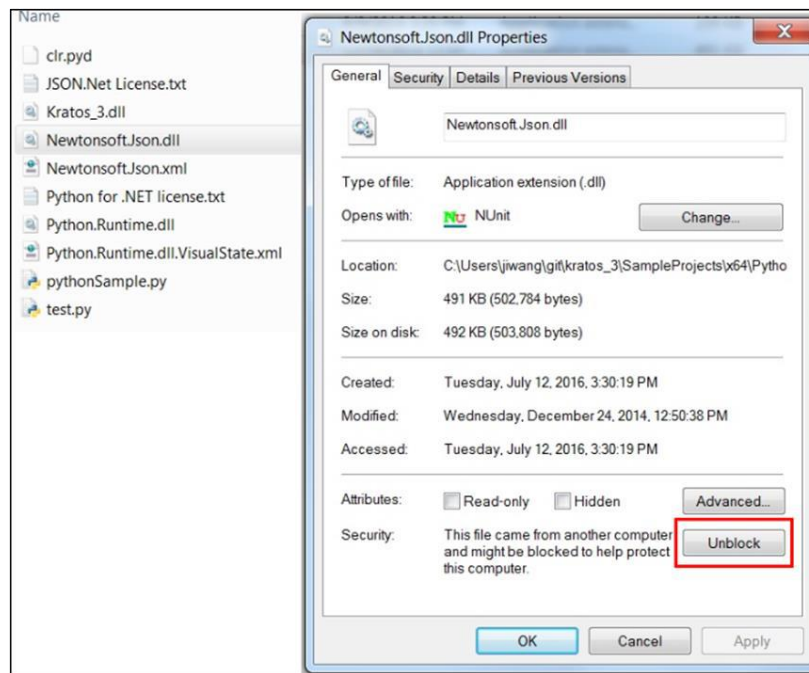 Name
clr.pyd
JSON.Net License.txt
Kratos_3.dll
Newtonsoft.Json.dll
Newtonsoft.Json.xml
Python for .NET license.txt
Python.Runtime.dll
Python.Runtime.dll.VisualState.xml
pythonSample.py
test.py
Newtonsoft.Json.dll Properties
General Security Details Previous Versions
Newtonsoft.Json.dll
Type of file: Application extension (.dll)
Opens with: NU NUnit Change...
Location: C:\Users\jiwang\git\kratos_3\SampleProjects\x64\Pytho
Size: 491 KB (502,784 bytes)
Size on disk: 492 KB (503,808 bytes)
Created: Tuesday, July 12, 2016, 3:30:19 PM
Modified: Wednesday, December 24, 2014, 12:50:38 PM
Accessed: Tuesday, July 12, 2016, 3:30:19 PM
Attributes: Read-only Hidden Advanced...
Security: This file came from another computer
and might be blocked to help protect
this computer.
Unblock
OK Cancel Apply